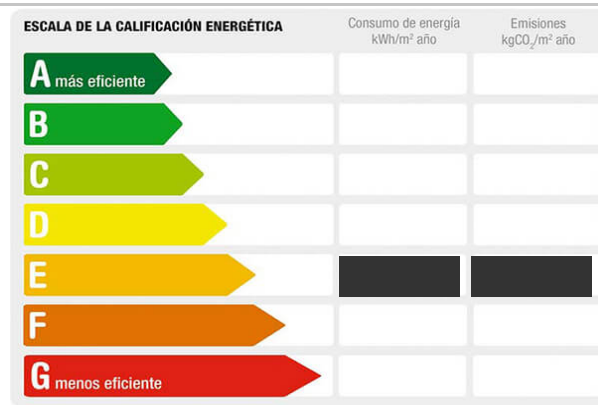 ESCALA DE LA CALIFICACIÓN ENERGÉTICA
Consumo de energía
kWh/m² año
Emisiones
kgCO₂/m² año
A más eficiente
B
C
D
E
F
G menos eficiente